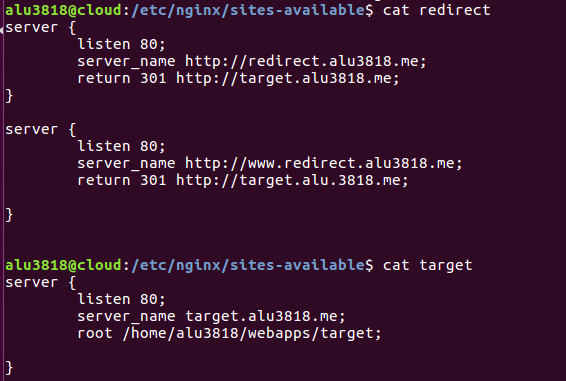 alu3818@cloud:/etc/nginx/sites-available$ cat redirect
server {
listen 80;
server_name http://redirect.alu3818.me;
return 301 http://target.alu3818.me;
}
server {
listen 80;
server_name http://www.redirect.alu3818.me;
return 301 http://target.alu.3818.me;
}
alu3818@cloud:/etc/nginx/sites-available$ cat target
server {
listen 80;
server_name target.alu3818.me;
root /home/alu3818/webapps/target;
}